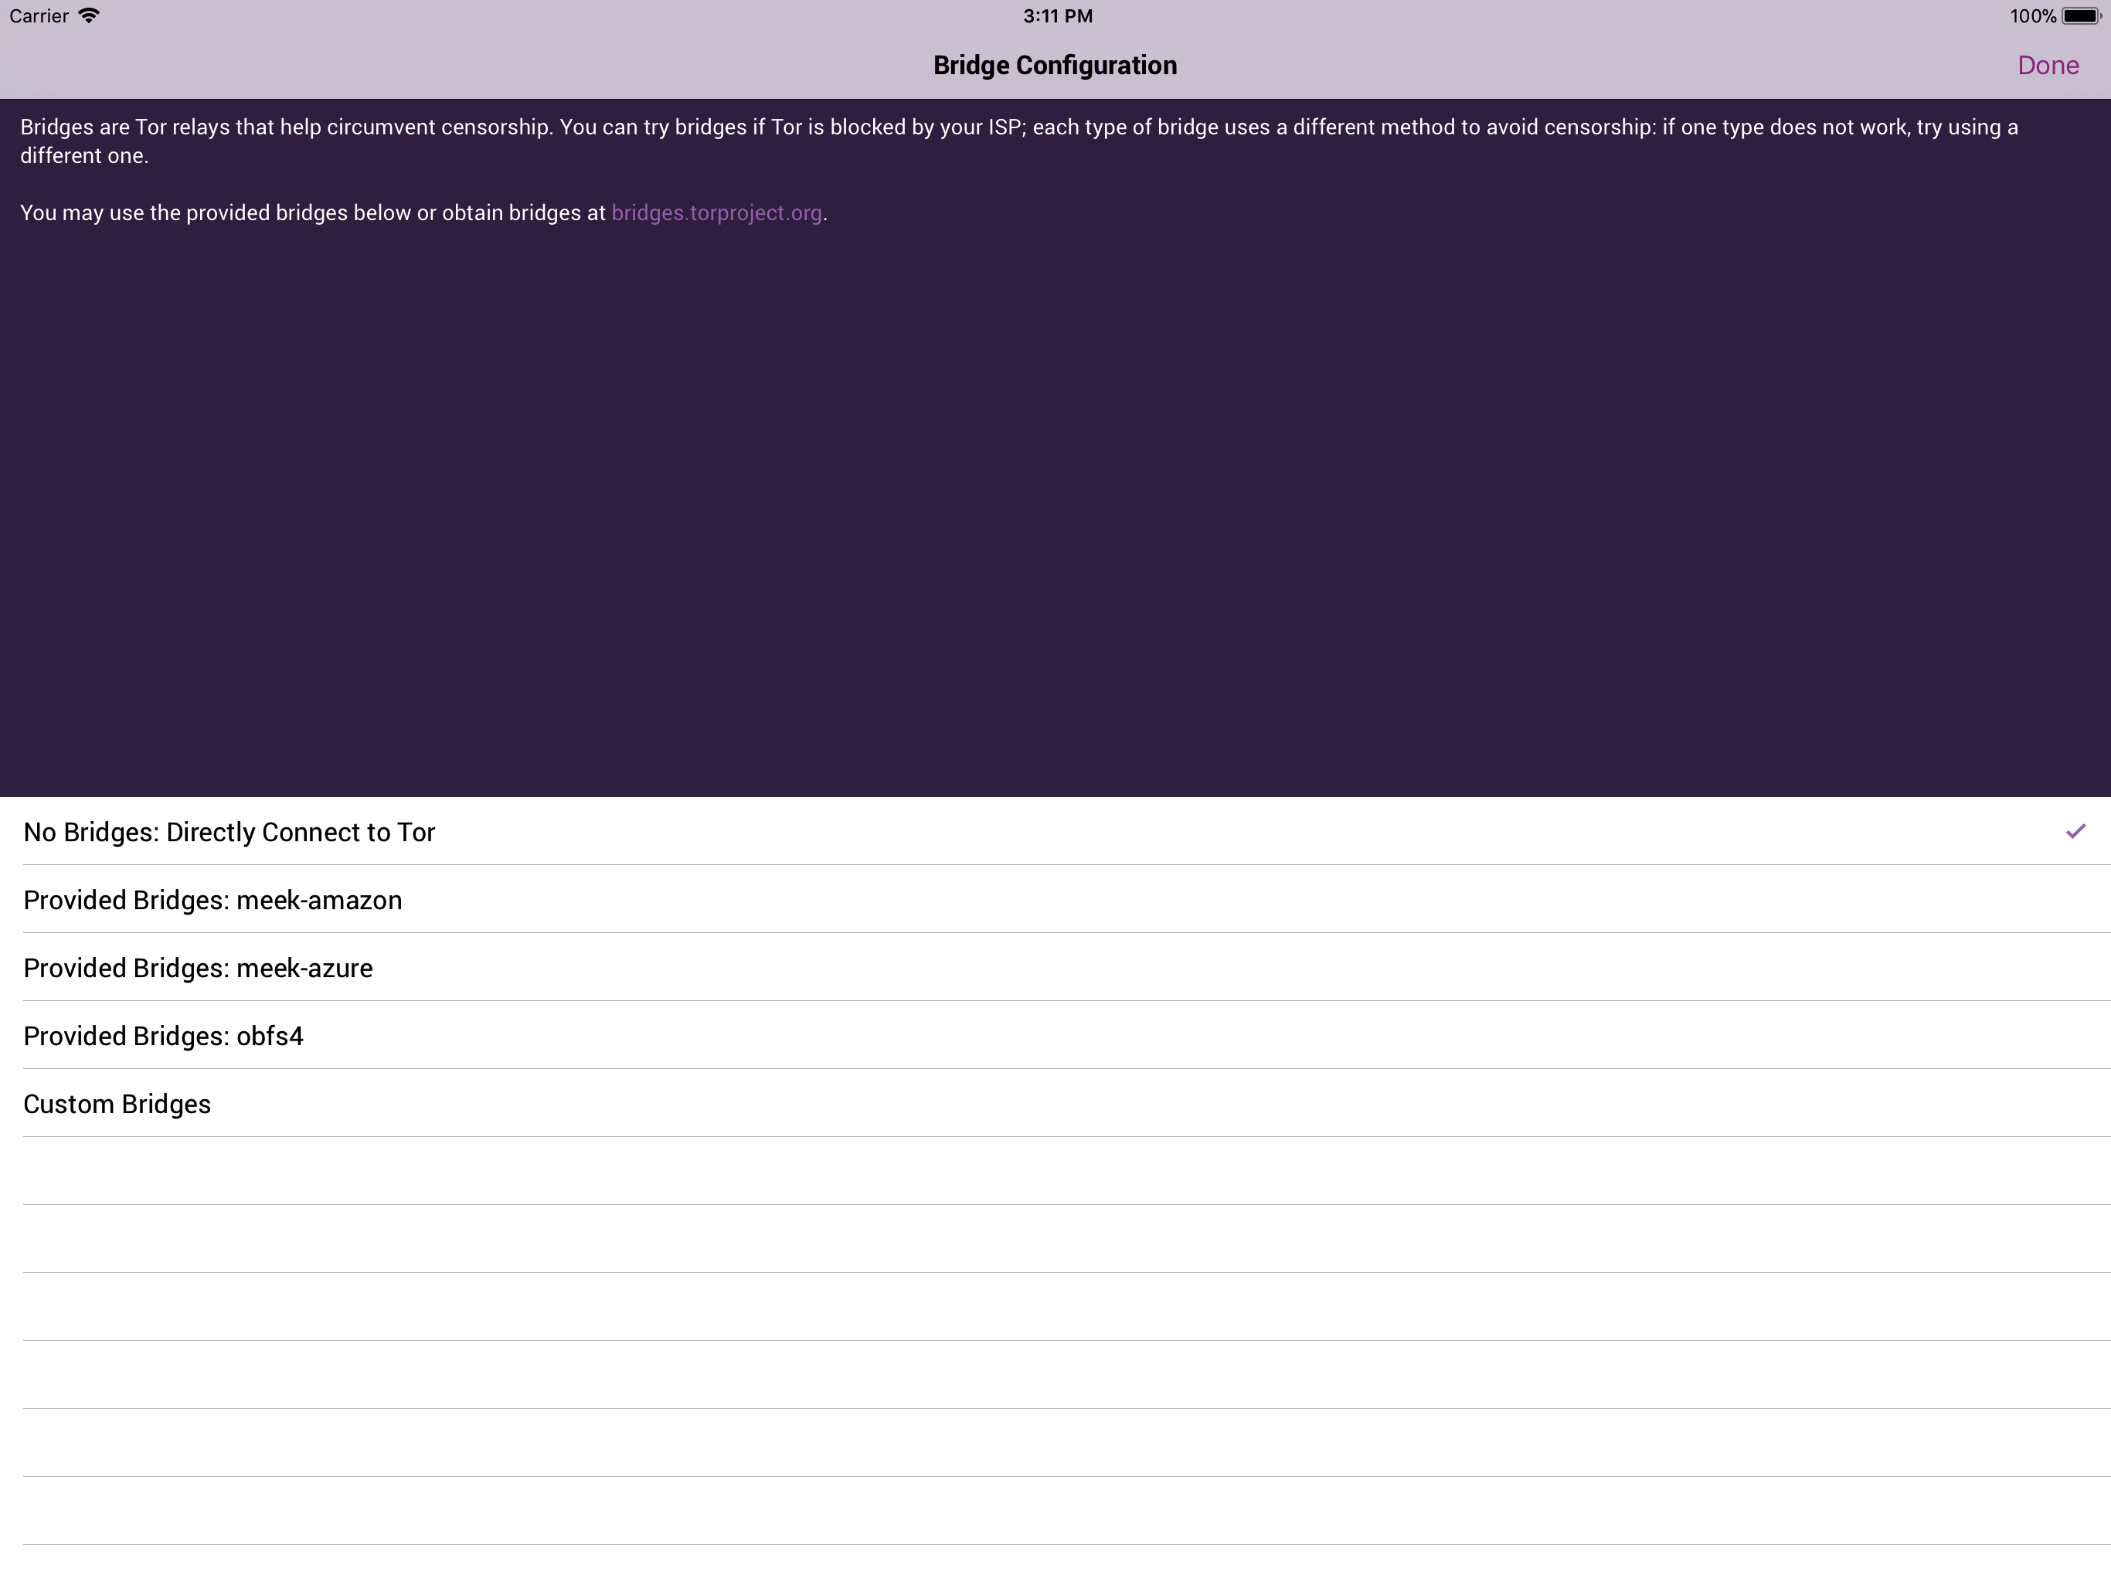 Carrier
3:11 PM
100%
Bridge Configuration
Done
Bridges are Tor relays that help circumvent censorship. You can try bridges if Tor is blocked by your ISP; each type of bridge uses a different method to avoid censorship: if one type does not work, try using a
different one.
You may use the provided bridges below or obtain bridges at bridges.torproject.org.
No Bridges: Directly Connect to Tor
Provided Bridges: meek-amazon
Provided Bridges: meek-azure
Provided Bridges: obfs4
Custom Bridges